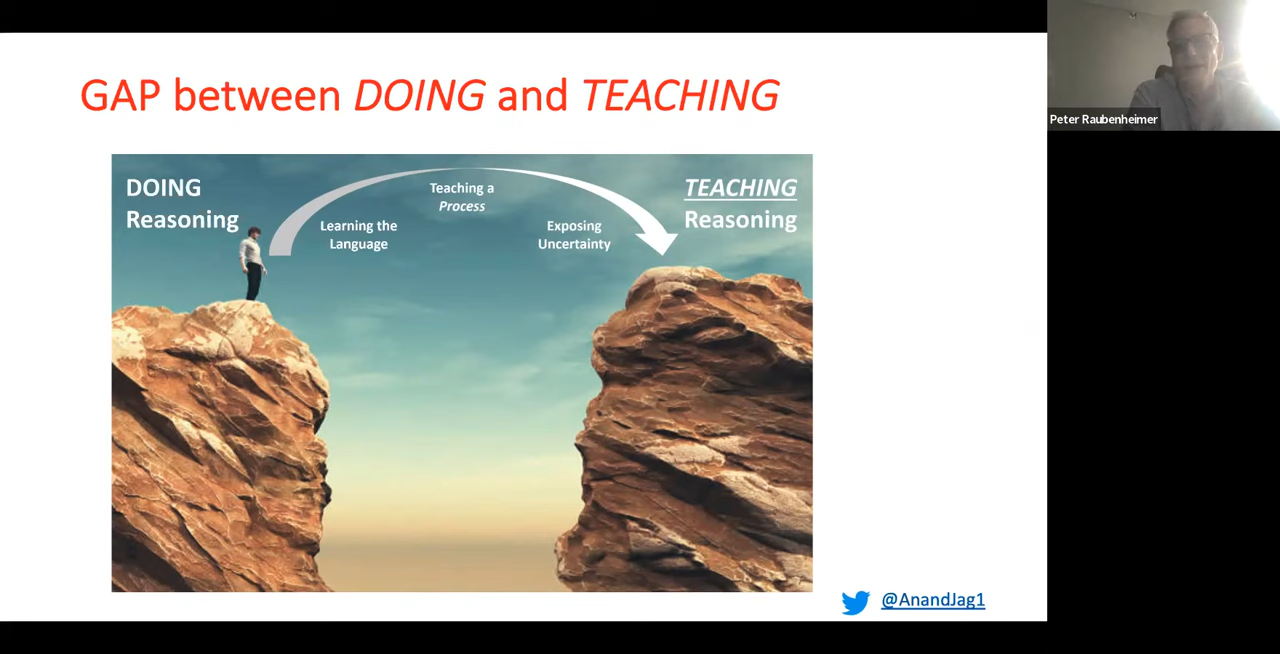 GAP between DOING and TEACHING
DOING
Reasoning
Learning the
Language
Teaching a
Process
Exposing
Uncertainty
TEACHING
Reasoning
@AnandJag1
Peter Raubenheimer